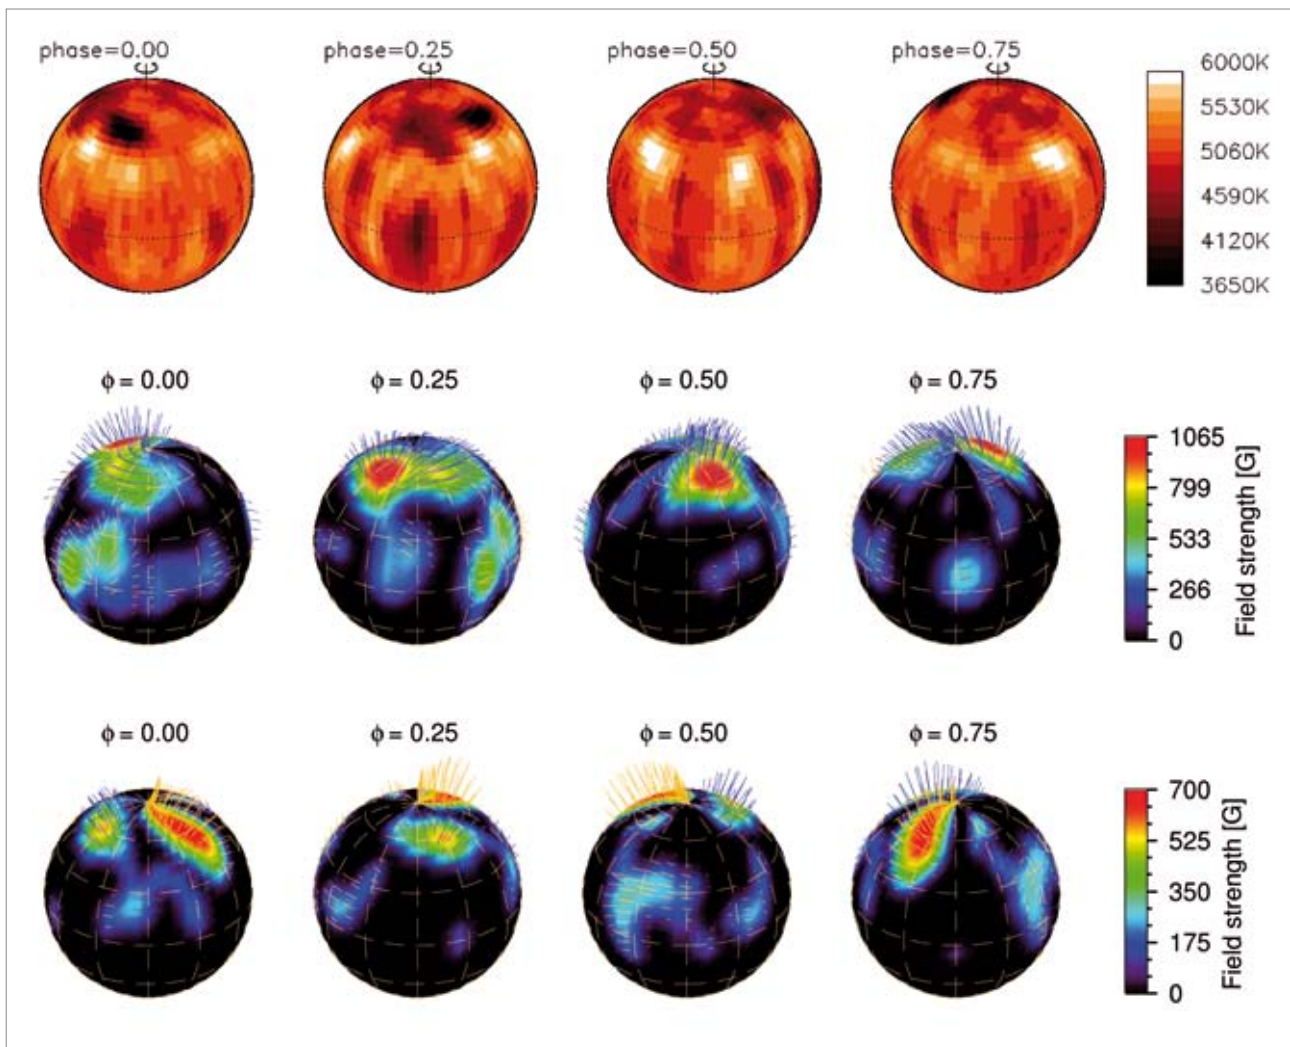 phase=0.00 phase=0.25 phase=0.50 phase=0.75
6000K
5530K
5060K
4590K
4120K
3650K
ϕ = 0.00 ϕ = 0.25 ϕ = 0.50 ϕ = 0.75
1065
799
533
266
0
Field strength [G]
ϕ = 0.00 ϕ = 0.25 ϕ = 0.50 ϕ = 0.75
700
525
350
175
0
Field strength [G]